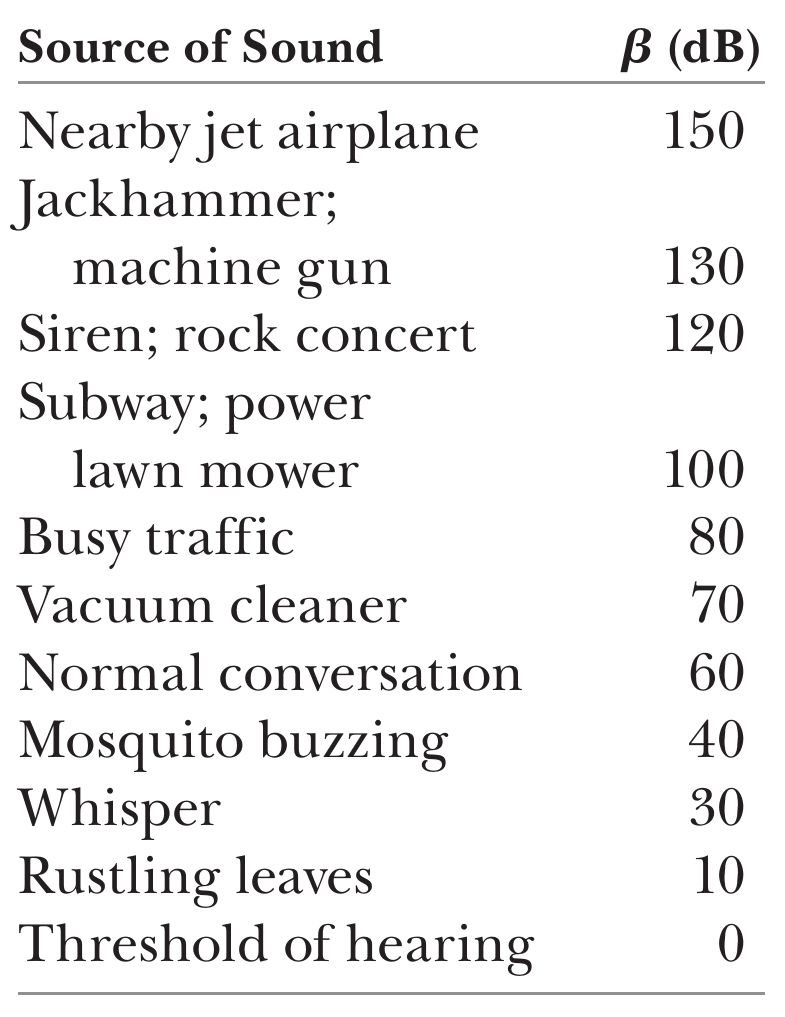 Source of Sound β (dB)
Nearby jet airplane 150
Jackhammer;
machine gun 130
Siren; rock concert 120
Subway; power
lawn mower 100
Busy traffic 80
Vacuum cleaner 70
Normal conversation 60
Mosquito buzzing 40
Whisper 30
Rustling leaves 10
Threshold of hearing 0